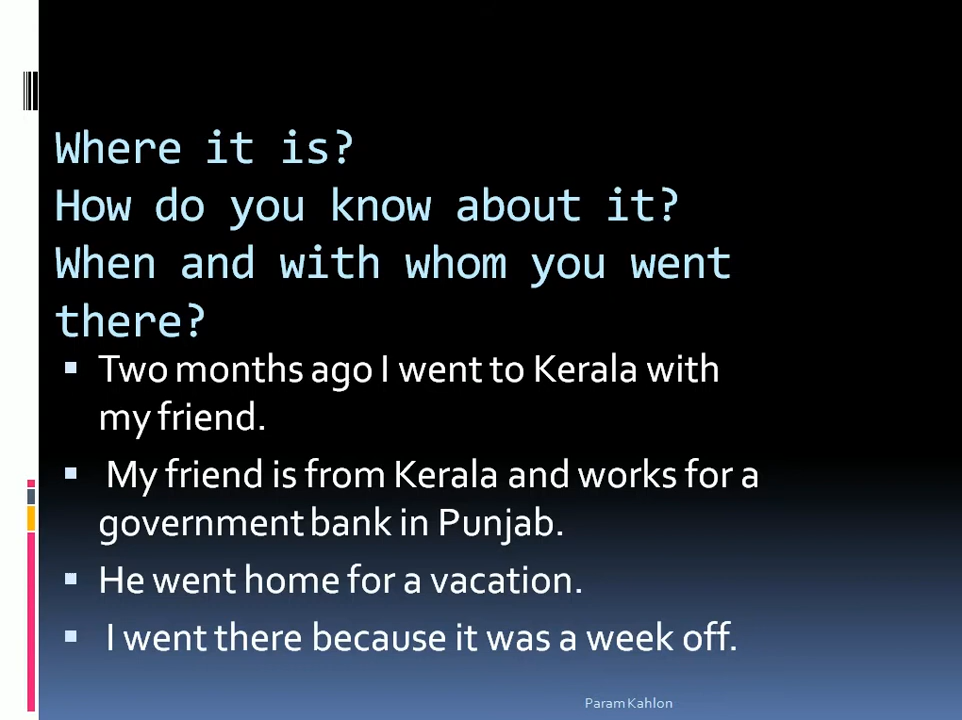 Where it is?
How do you know about it?
When and with whom you went
there?
Two months ago I went to Kerala with
my friend.
My friend is from Kerala and works for a
government bank in Punjab.
He went home for a vacation.
I went there because it was a week off.
Param Kahlon